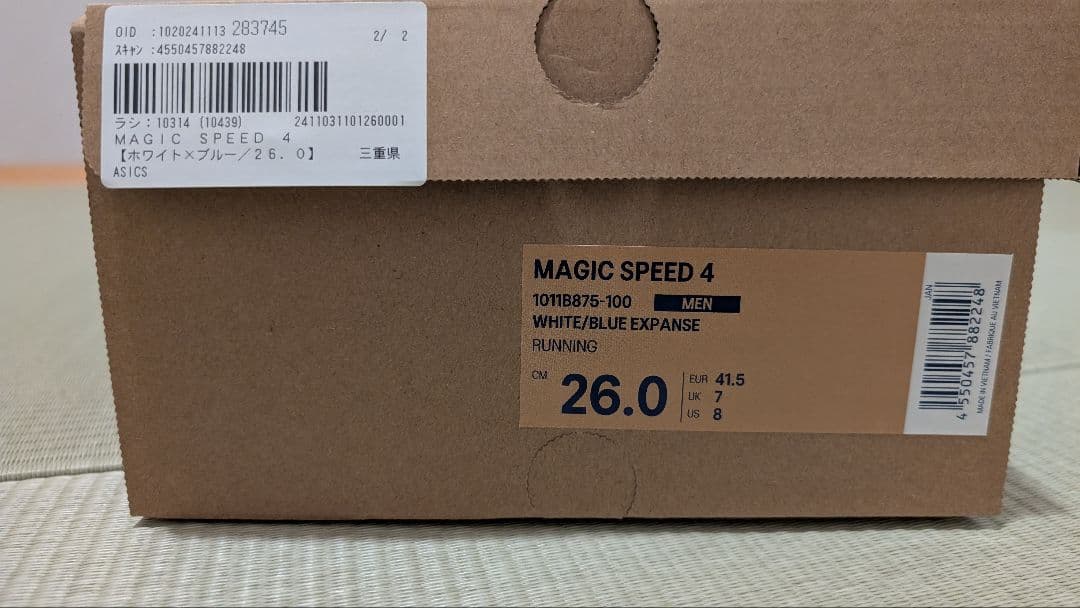 OID :1020241113 283745
2/ 2
ｽｷｬﾝ :4550457882248
ラシ：10314 (10439)
2411031101260001
ＭＡＧＩＣ ＳＰＥＥＤ ４
【ホワイト×ブルー／２６．０】
三重県
ASICS
MAGIC SPEED 4
1011B875-100 MEN
WHITE/BLUE EXPANSE
RUNNING
CM 26.0
EUR 41.5
UK 7
US 8
JAN
4 550457 882248
MADE IN VIETNAM / FABRIQUE AU VIETNAM